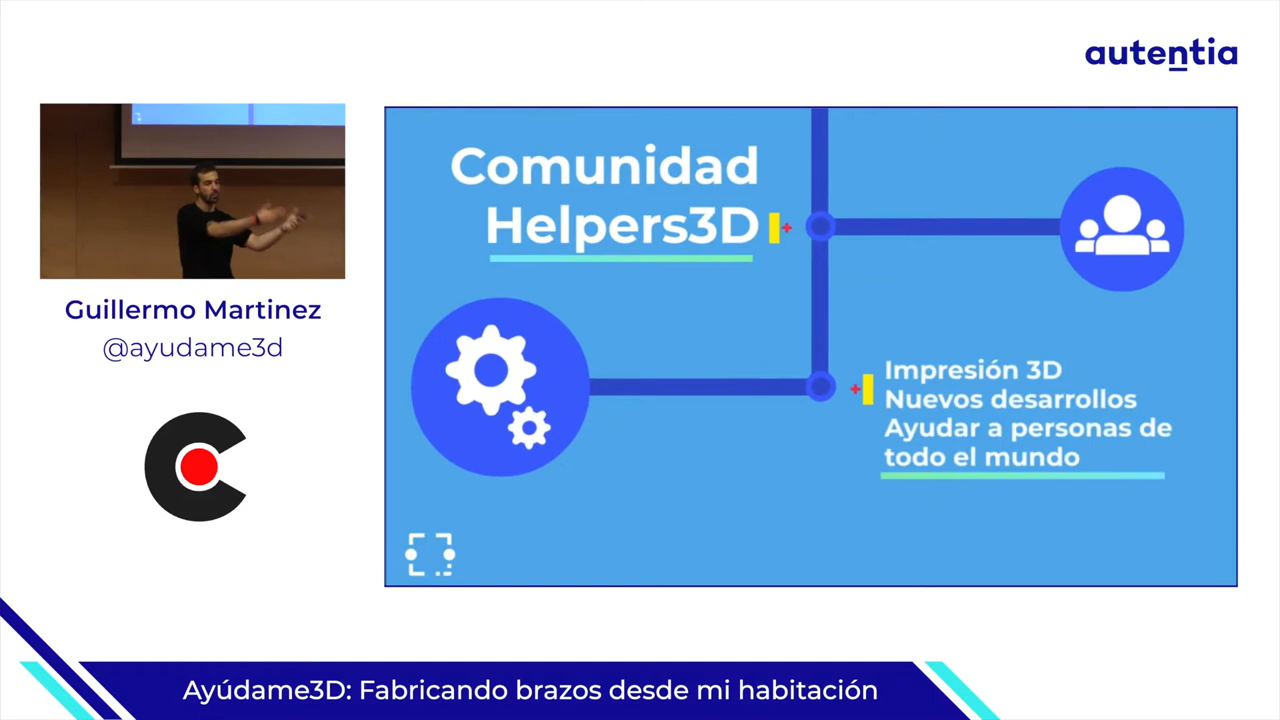 autentia
Comunidad
Helpers3D
Impresión 3D
Nuevos desarrollos
Ayudar a personas de
todo el mundo
Guillermo Martinez
@ayudame3d
Ayúdame3D: Fabricando brazos desde mi habitación